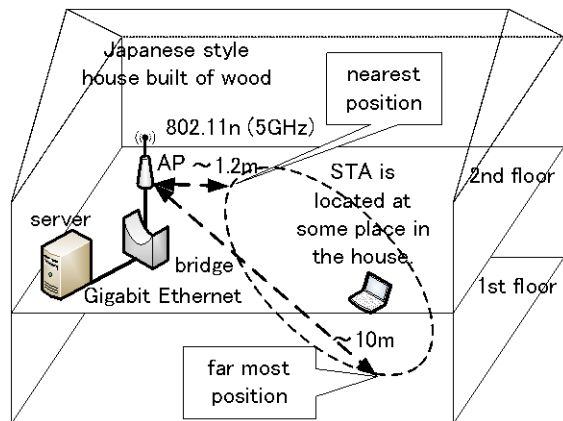 Japanese style
house built of wood
nearest
position
802.11n (5GHz)
AP ～1.2m
STA is
located at
some place in
the house.
2nd floor
server
bridge
Gigabit Ethernet
1st floor
～10m
far most
position